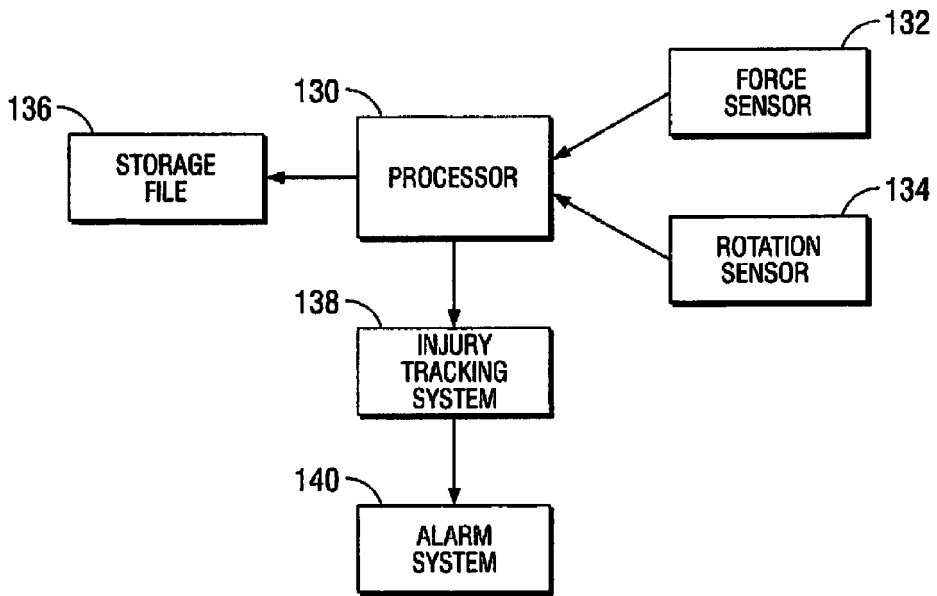 132
FORCE
SENSOR
130
136
PROCESSOR
STORAGE
FILE
134
ROTATION
SENSOR
138
INJURY
TRACKING
SYSTEM
140
ALARM
SYSTEM